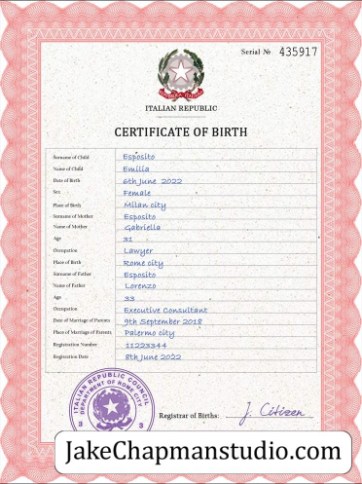 Serial № 435917
ITALIAN REPUBLIC
CERTIFICATE OF BIRTH
Surname of Child Esposito
Name of Child Emilia
Date of Birth 6th June 2022
Sex Female
Place of Birth Milan city
Surname of Mother Esposito
Name of Mother Gabriella
Age 31
Occupation Lawyer
Place of Birth Rome city
Surname of Father Esposito
Name of Father Lorenzo
Age 33
Occupation Executive Consultant
Date of Marriage of Parents 9th September 2018
Place of Marriage of Parents Palermo city
Registration Number 11223344
Registration Date 8th June 2022
ITALIAN REPUBLIC COUNCIL
DEPARTMENT OF ROME CITY
Registrar of Births: J. Citizen
JakeChapmanstudio.com